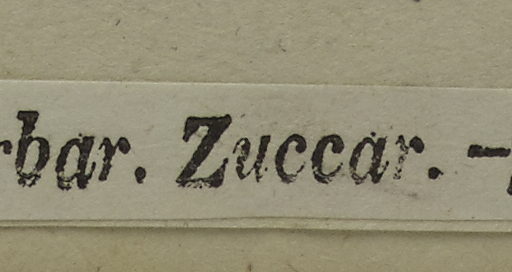 rbar. Zuccar. –